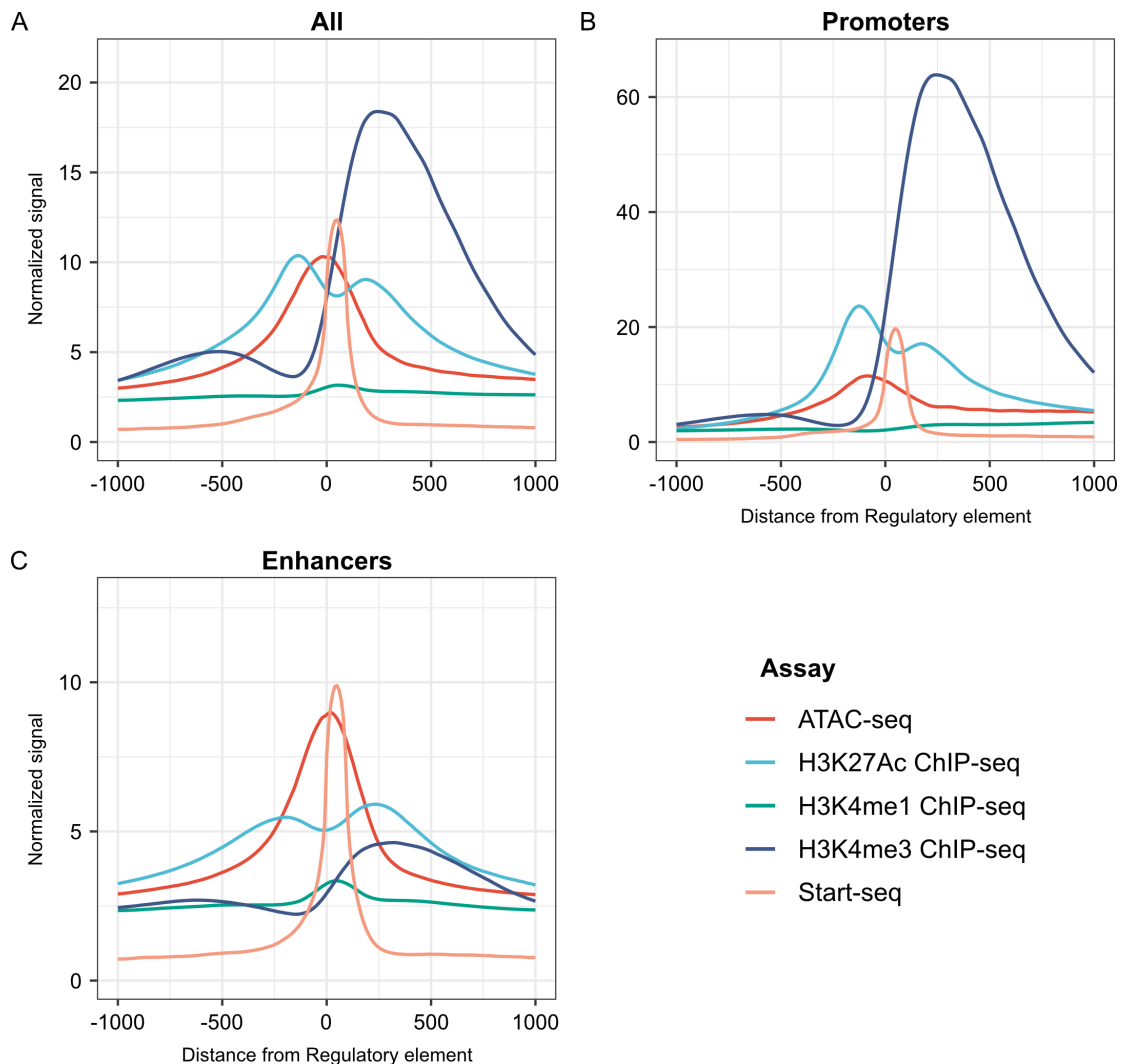 A
All
20
15
10
5
0
Normalized signal
-1000
-500
0
500
1000
B
Promoters
60
40
20
0
-1000
-500
0
500
1000
Distance from Regulatory element
C
Enhancers
10
5
0
Normalized signal
-1000
-500
0
500
1000
Distance from Regulatory element
Assay
ATAC-seq
H3K27Ac ChIP-seq
H3K4me1 ChIP-seq
H3K4me3 ChIP-seq
Start-seq